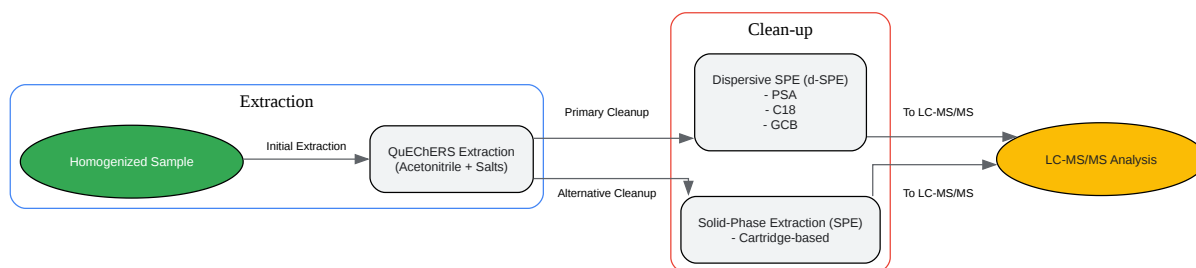 Clean-up
Extraction
Homogenized Sample
Initial Extraction
QuEChERS Extraction
(Acetonitrile + Salts)
Primary Cleanup
Alternative Cleanup
Dispersive SPE (d-SPE)
- PSA
- C18
- GCB
Solid-Phase Extraction (SPE)
- Cartridge-based
To LC-MS/MS
To LC-MS/MS
LC-MS/MS Analysis